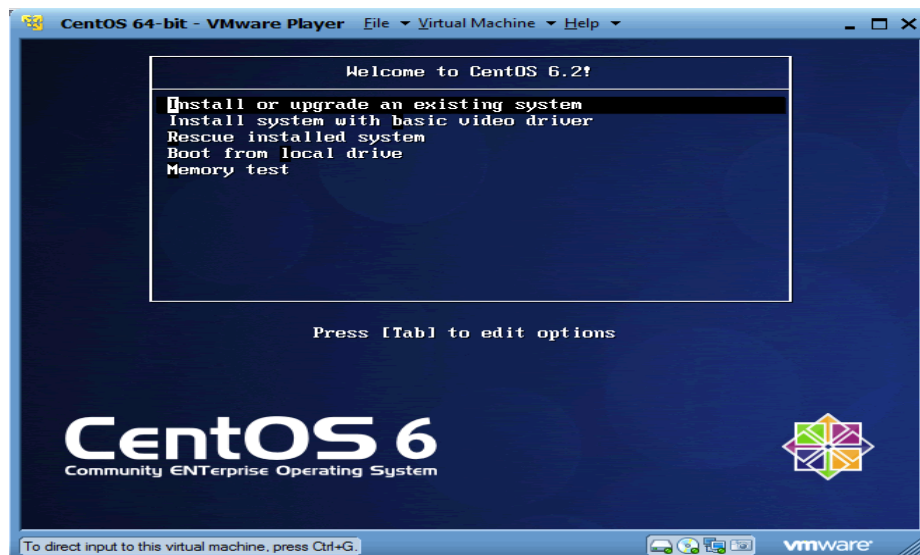 CentOS 64-bit - VMware Player File Virtual Machine Help
Welcome to CentOS 6.2!
Install or upgrade an existing system
Install system with basic video driver
Rescue installed system
Boot from local drive
Memory test
Press [Tab] to edit options
CentOS 6
Community ENTerprise Operating System
To direct input to this virtual machine, press Ctrl+G.
vmware